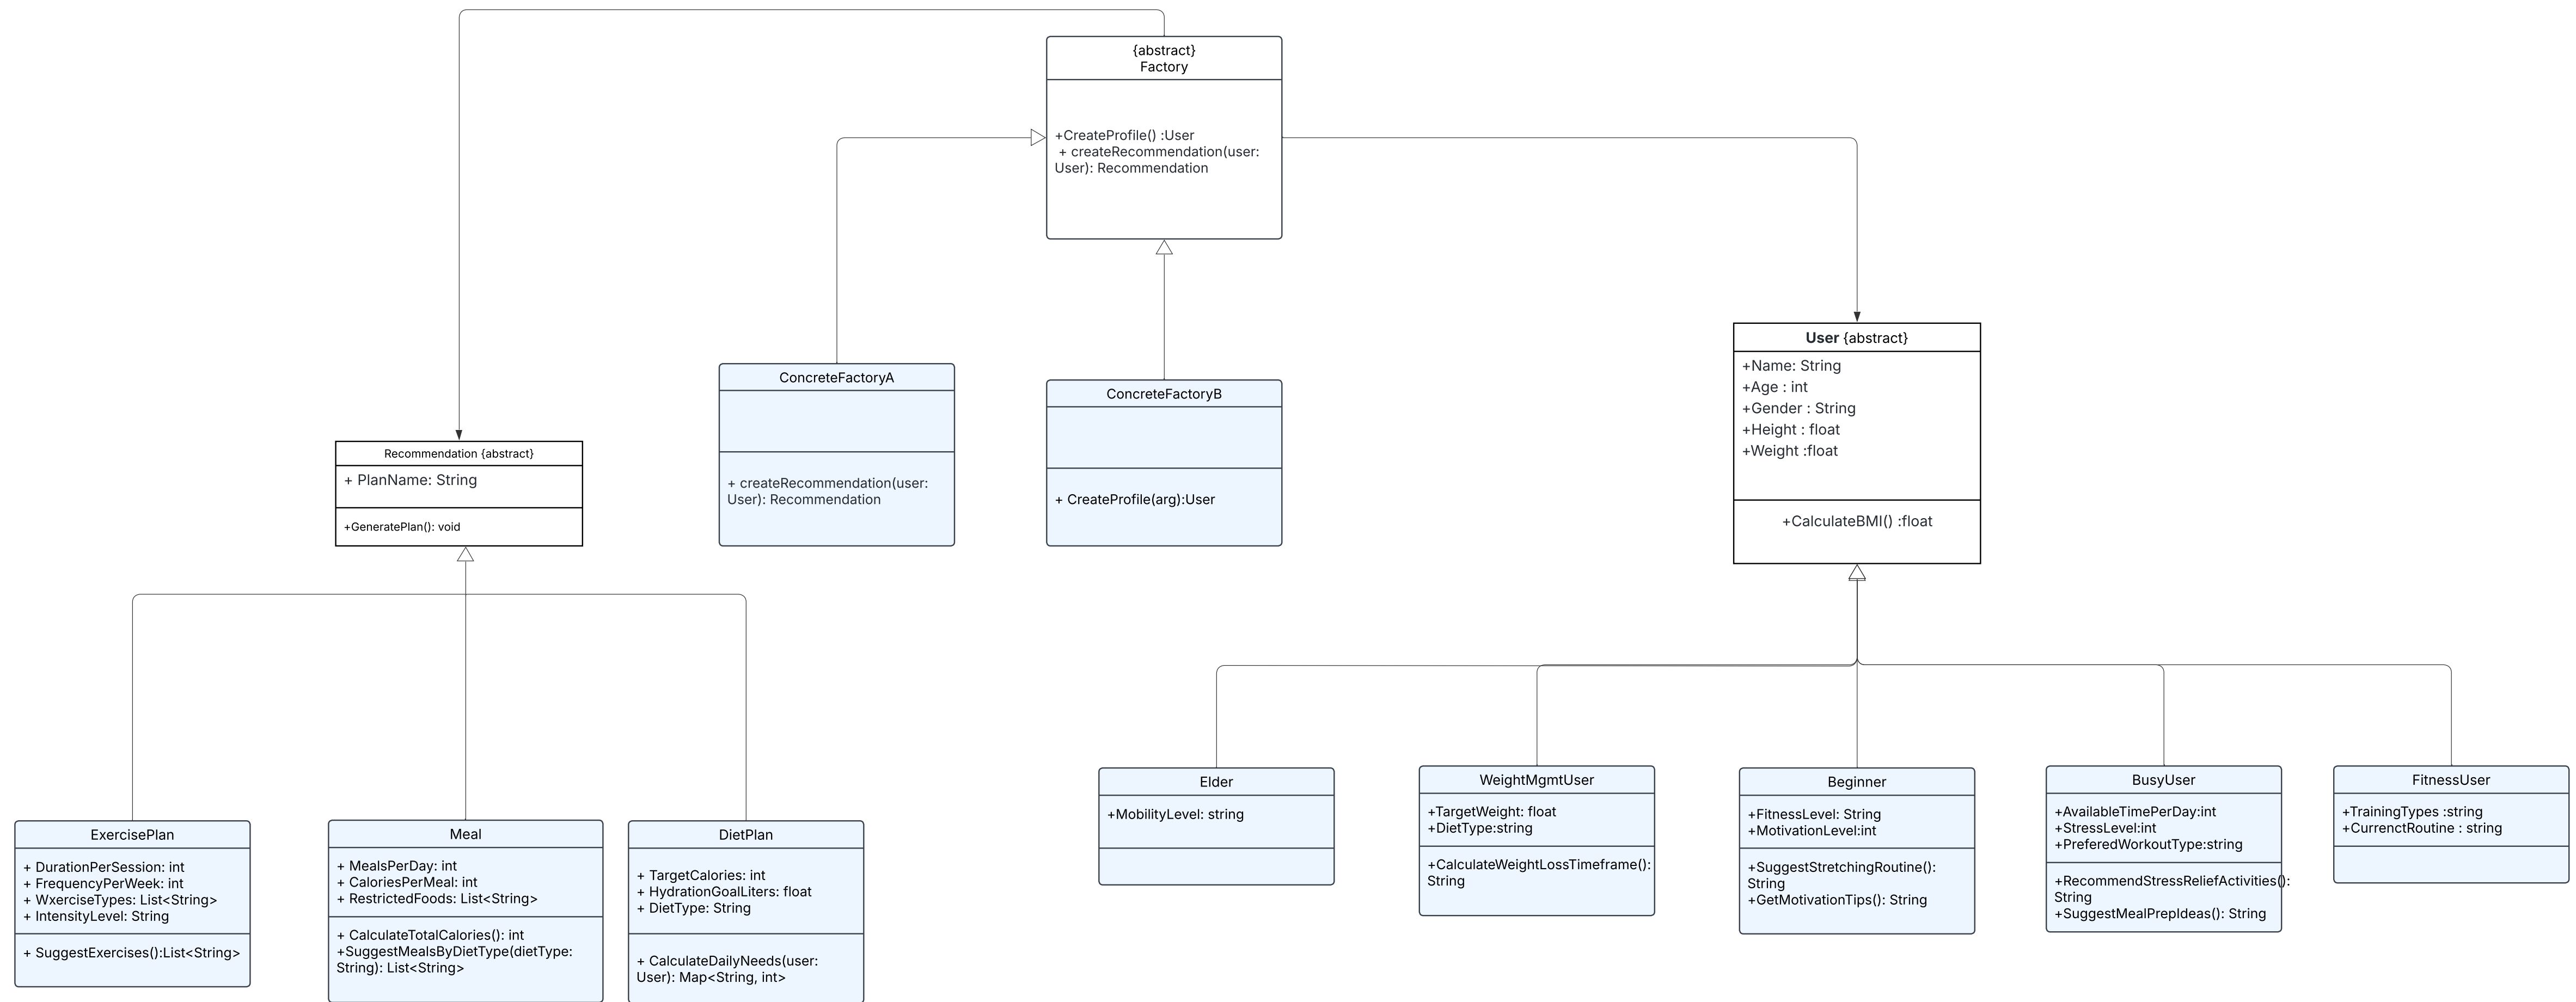 {abstract}
Factory
+CreateProfile() :User
+ createRecommendation(user:
User): Recommendation
User {abstract}
+Name: String
+Age : int
+Gender : String
+Height : float
+Weight :float
+CalculateBMI() :float
ConcreteFactoryA
+ createRecommendation(user:
User): Recommendation
ConcreteFactoryB
+ CreateProfile(arg):User
Recommendation {abstract}
+ PlanName: String
+GeneratePlan(): void
ExercisePlan
+ DurationPerSession: int
+ FrequencyPerWeek: int
+ WxerciseTypes: List<String>
+ IntensityLevel: String
+ SuggestExercises():List<String>
Meal
+ MealsPerDay: int
+ CaloriesPerMeal: int
+ RestrictedFoods: List<String>
+ CalculateTotalCalories(): int
+SuggestMealsByDietType(dietType:
String): List<String>
DietPlan
+ TargetCalories: int
+ HydrationGoalLiters: float
+ DietType: String
+ CalculateDailyNeeds(user:
User): Map<String, int>
Elder
+MobilityLevel: string
WeightMgmtUser
+TargetWeight: float
+DietType:string
+CalculateWeightLossTimeframe():
String
Beginner
+FitnessLevel: String
+MotivationLevel:int
+SuggestStretchingRoutine():
String
+GetMotivationTips(): String
BusyUser
+AvailableTimePerDay:int
+StressLevel:int
+PreferedWorkoutType:string
+RecommendStressReliefActivities():
String
+SuggestMealPrepIdeas(): String
FitnessUser
+TrainingTypes :string
+CurrenctRoutine : string